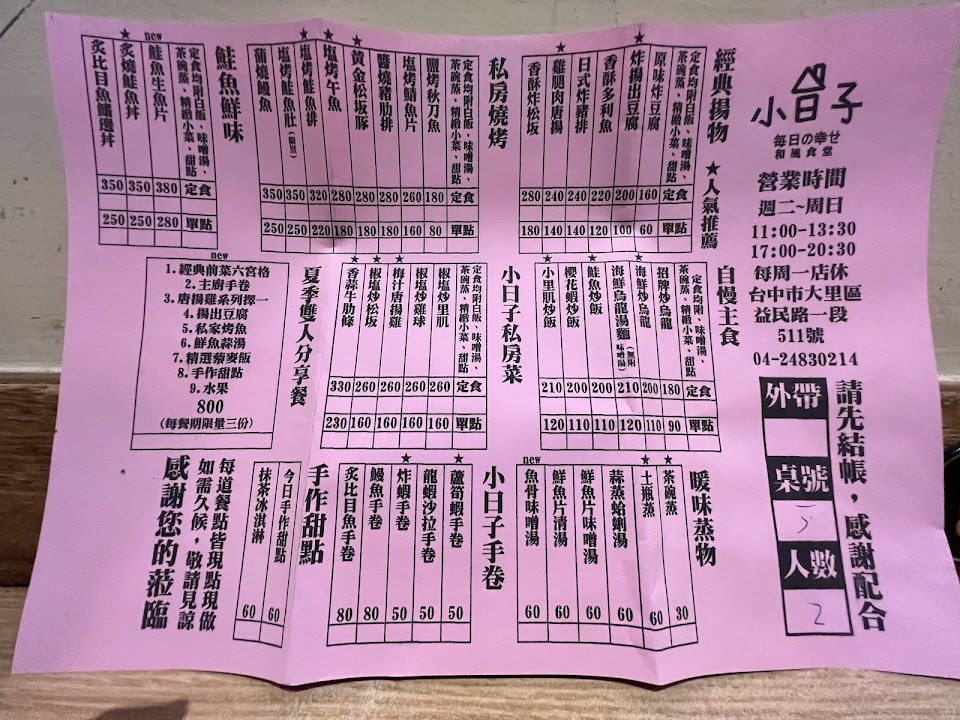 小日子
毎日の幸せ
和風食堂
營業時間
週二~周日
11:00-13:30
17:00-20:30
每周一店休
台中市大里區
益民路一段
511號
04-24830214
請先結帳，感謝配合
外帶
桌號
5
人數
2
經典揚物 ★人氣推薦
定食均附白飯、味噌湯、茶碗蒸、精緻小菜、甜點 定食 單點
原味炸豆腐 160 60
★炸揚出豆腐 200 100
香酥多利魚 220 120
日式炸豬排 240 140
★雞腿肉唐揚 240 140
香酥炸松坂 280 180
私房燒烤
定食均附白飯、味噌湯、茶碗蒸、精緻小菜、甜點 定食 單點
鹽烤秋刀魚 180 80
塩烤鯖魚片 260 160
醬燒豬肋排 280 180
★黃金松坂豚 280 180
★塩烤午魚 280 180
★塩烤鮭魚排 320 220
塩烤鮭魚肚(限量) 350 250
蒲燒鰻魚 350 250
鮭魚鮮味
定食均附白飯、味噌湯、茶碗蒸、精緻小菜、甜點 定食 單點
new 鮭魚生魚片 380 280
★炙燒鮭魚丼 350 250
炙比目魚鰭邊丼 350 250
自慢主食
定食均附、味噌湯、茶碗蒸、精緻小菜、甜點 定食 單點
招牌炒烏龍 180 90
★海鮮炒烏龍 200 110
海鮮烏龍湯麵(無附味噌湯) 210 120
★鮭魚炒飯 200 110
櫻花蝦炒飯 200 110
★小里肌炒飯 210 120
小日子私房菜
定食均附白飯、味噌湯、茶碗蒸、精緻小菜、甜點 定食 單點
椒塩炒里肌 260 160
椒塩炒雞球 260 160
★梅汁唐揚雞 260 160
★椒塩炒松坂 260 160
★香蒜牛肋條 330 230
夏季雙人分享餐
new
1.經典前菜六宮格
2.主廚手卷
3.唐揚雞系列擇一
4.揚出豆腐
5.私家烤魚
6.鮮魚蒜湯
7.精選藜麥飯
8.手作甜點
9.水果
800
(每餐期限量三份)
暖味蒸物
★茶碗蒸 30
★土瓶蒸 60
蒜蒸蛤蜊湯 60
鮮魚片味噌湯 60
鮮魚片清湯 60
new 魚骨味噌湯 60
小日子手卷
★蘆筍蝦手卷 50
龍蝦沙拉手卷 50
★炸蝦手卷 50
鰻魚手卷 80
炙比目魚手卷 80
手作甜點
今日手作甜點 60
抹茶冰淇淋 60
每道餐點皆現點現做
如需久候，敬請見諒
感謝您的蒞臨